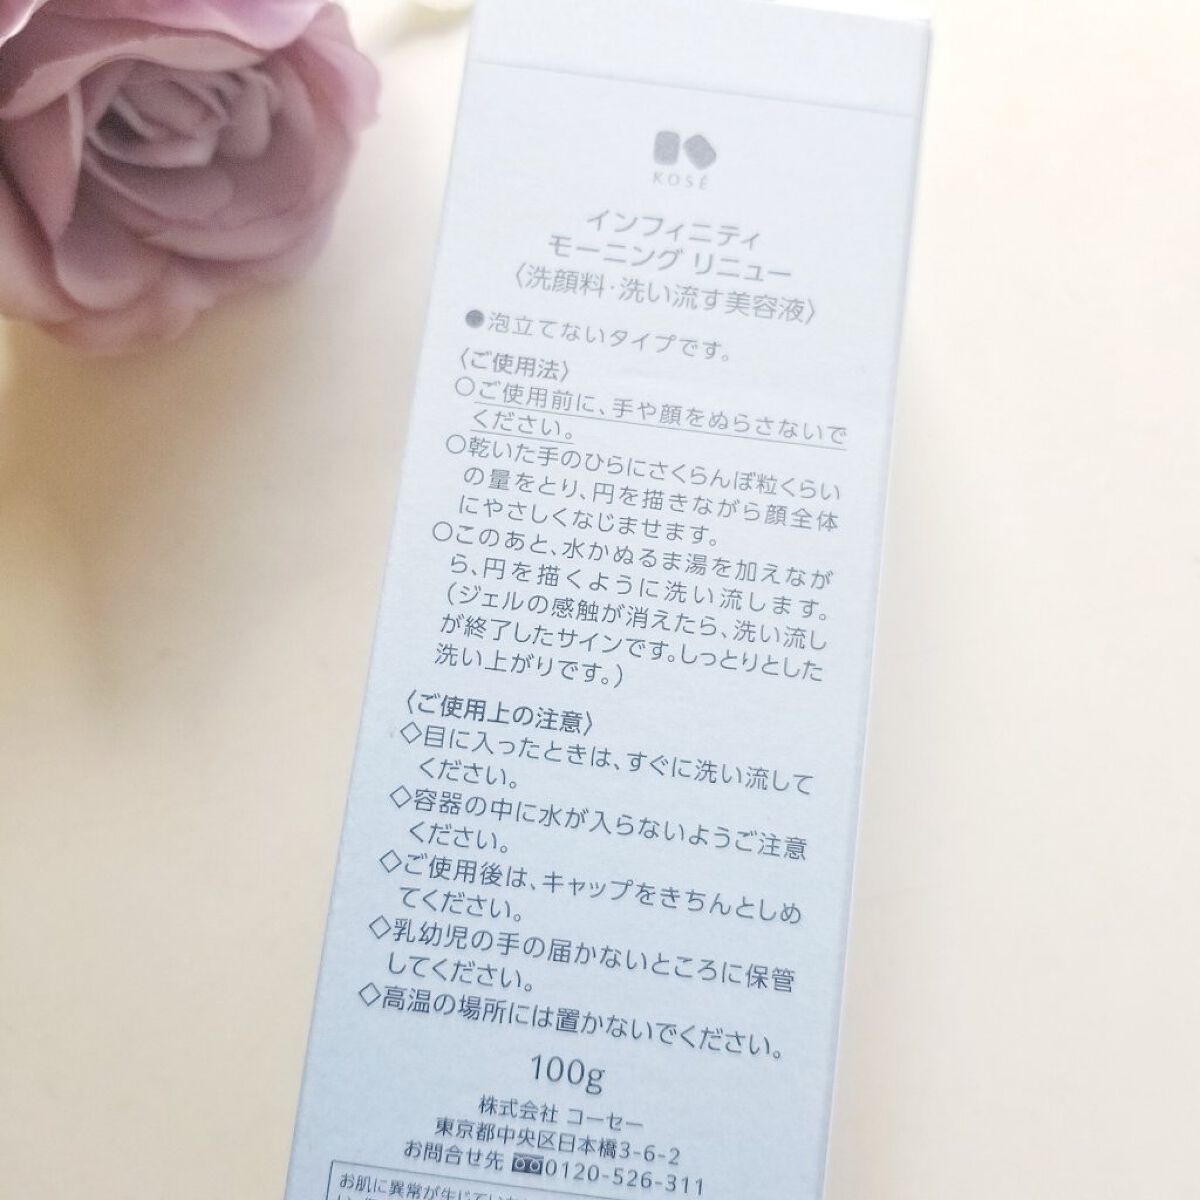 KOSÉ
インフィニティ
モーニング リニュー
〈洗顔料・洗い流す美容液〉
●泡立てないタイプです。
〈ご使用法〉
○ご使用前に、手や顔をぬらさないで
ください。
○乾いた手のひらにさくらんぼ粒くらい
の量をとり、円を描きながら顔全体
にやさしくなじませます。
○このあと、水かぬるま湯を加えなが
ら、円を描くように洗い流します。
(ジェルの感触が消えたら、洗い流し
が終了したサインです。しっとりとした
洗い上がりです。)
〈ご使用上の注意〉
◇目に入ったときは、すぐに洗い流して
ください。
◇容器の中に水が入らないようご注意
ください。
◇ご使用後は、キャップをきちんとしめ
てください。
◇乳幼児の手の届かないところに保管
してください。
◇高温の場所には置かないでください。
100g
株式会社 コーセー
東京都中央区日本橋3-6-2
お問合せ先 0120-526-311
お肌に異常が生じていな